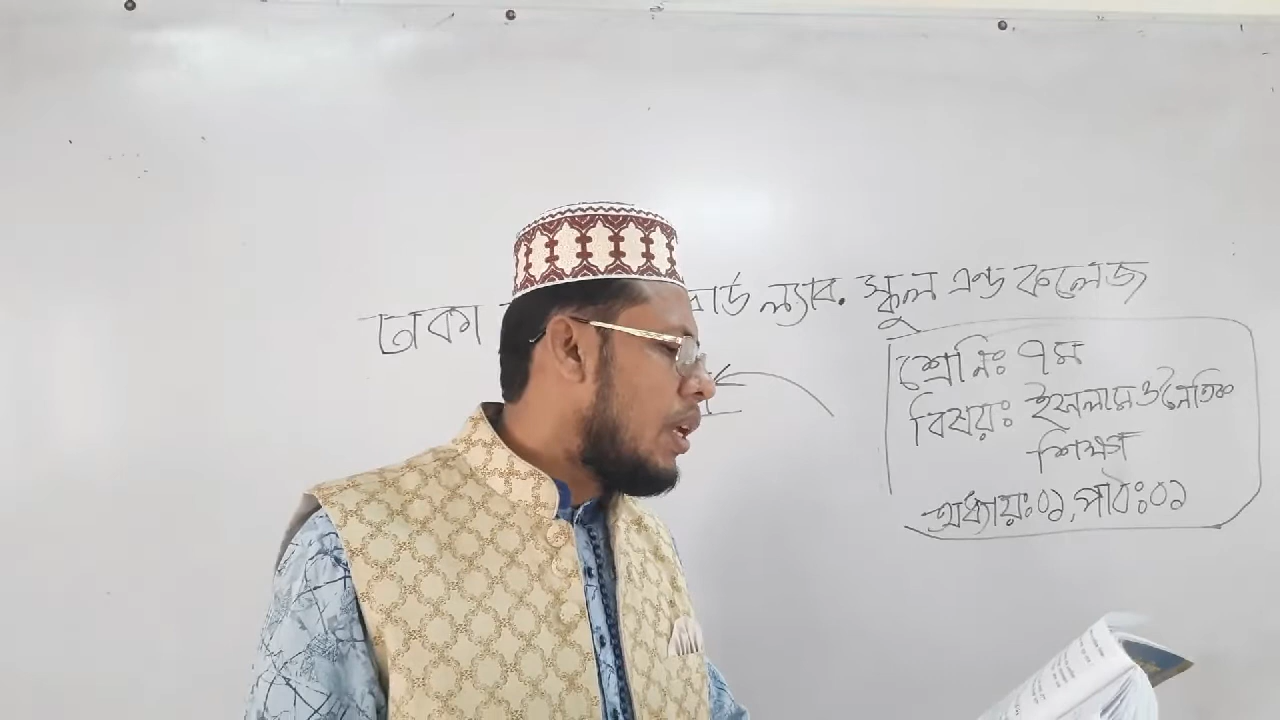 ঢাকা বোর্ড ল্যাব. স্কুল এন্ড কলেজ
শ্রেনিঃ ৭ম
বিষয়ঃ ইসলাম ও নৈতিক
শিক্ষা
অধ্যায়ঃ ০১, পাঠঃ ০১